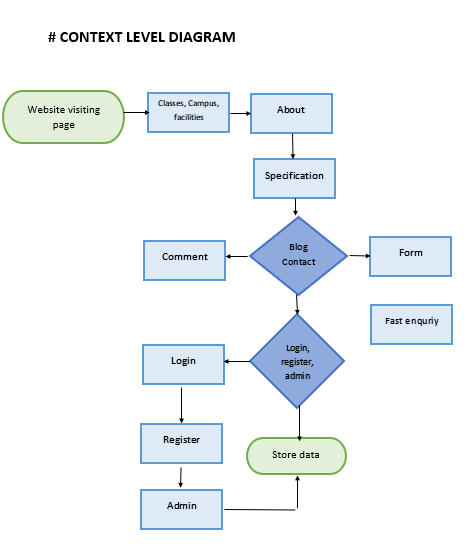 # CONTEXT LEVEL DIAGRAM
Website visiting
page
Classes, Campus,
facilities
About
Specification
Blog
Contact
Comment
Form
Fast enquriy
Login,
register,
admin
Login
Register
Store data
Admin